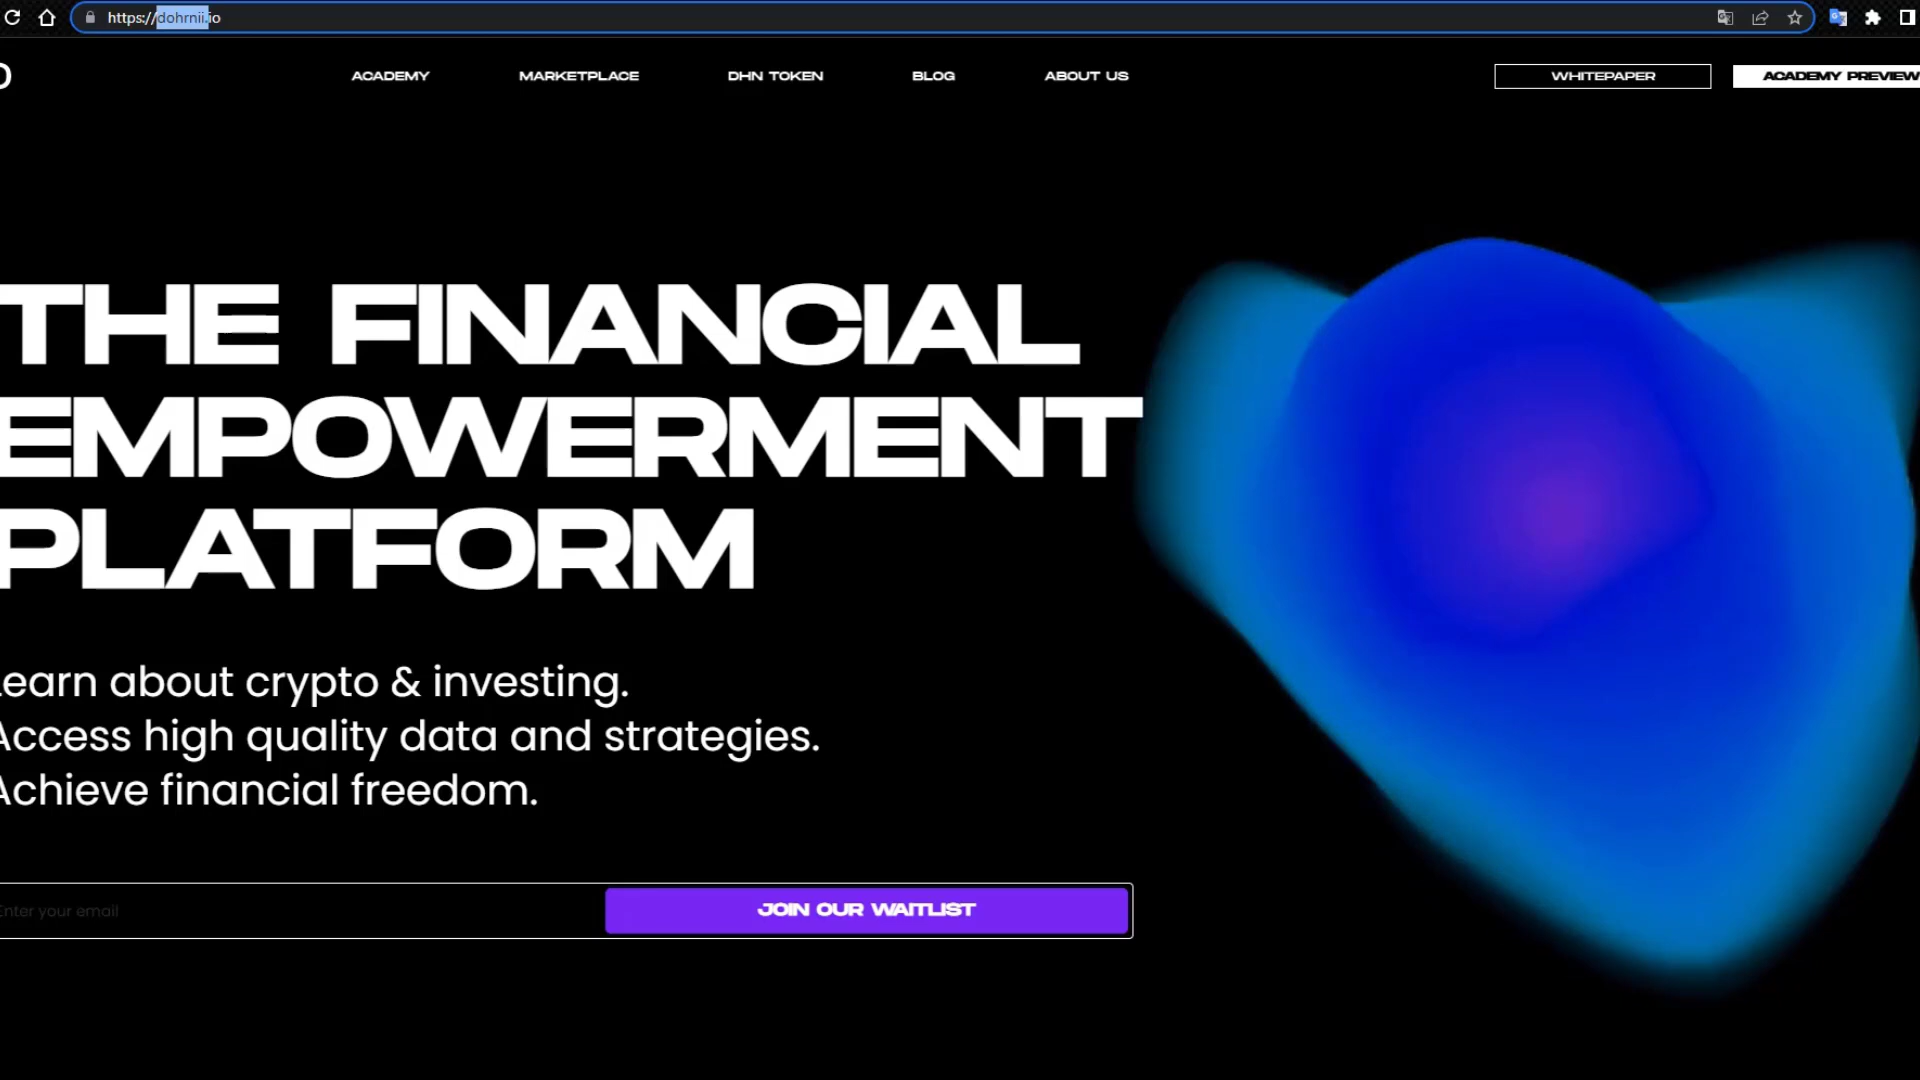 https://dohrnii.io
ACADEMY MARKETPLACE DHN TOKEN BLOG ABOUT US WHITEPAPER ACADEMY PREVIEW
THE FINANCIAL
EMPOWERMENT
PLATFORM
Learn about crypto & investing.
Access high quality data and strategies.
Achieve financial freedom.
Enter your email JOIN OUR WAITLIST